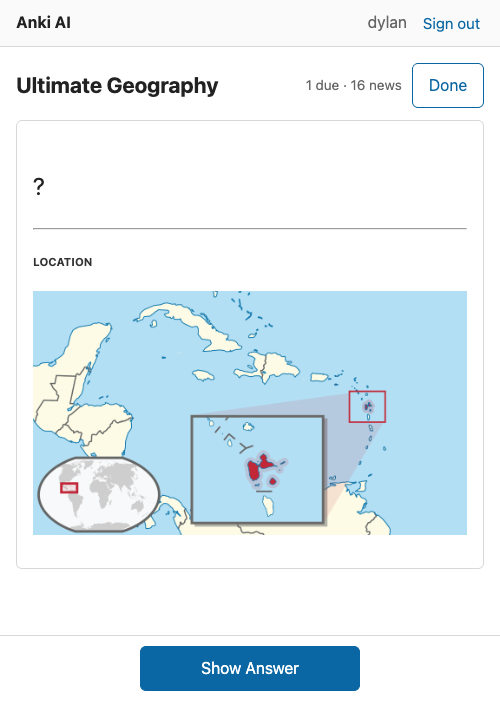 Anki AI
dylan
Sign out
Ultimate Geography
1 due · 16 news
Done
?
LOCATION
Show Answer